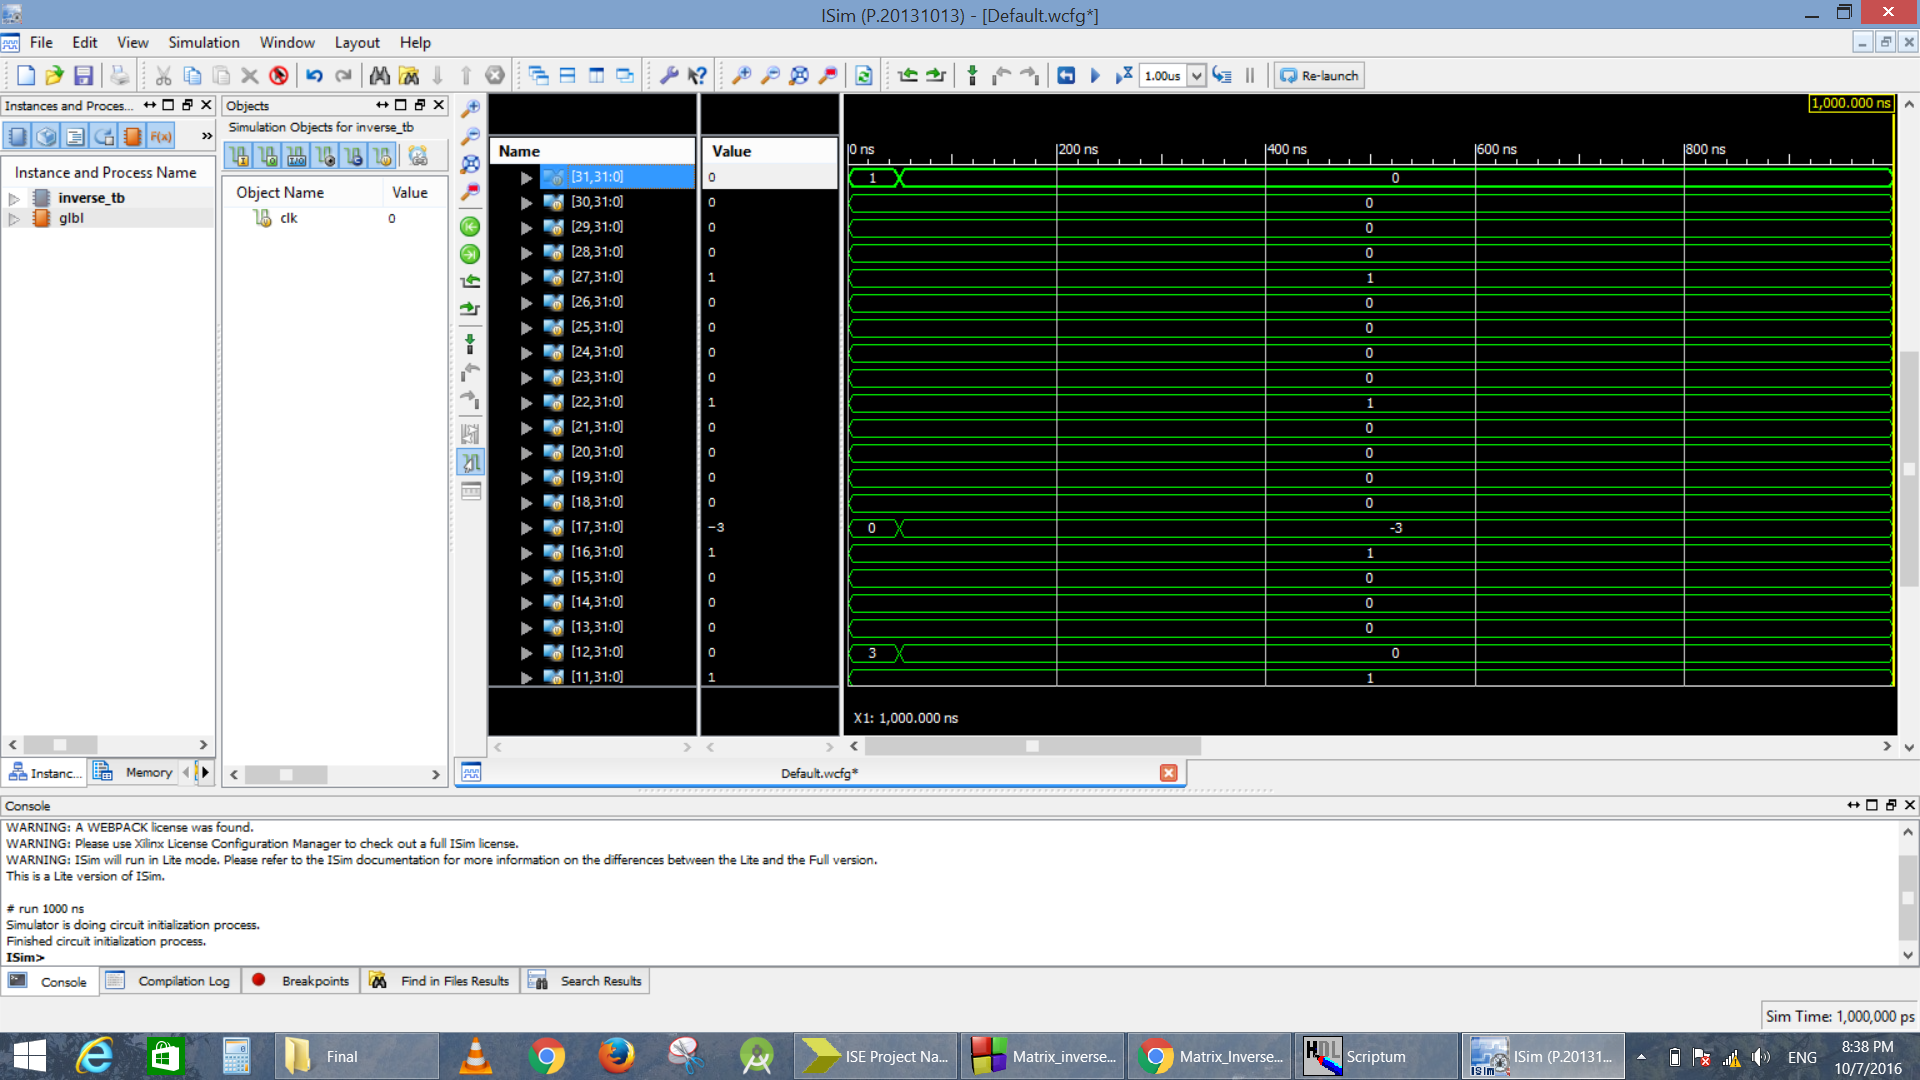 ISim (P.20131013) - [Default.wcfg*]
File Edit View Simulation Window Layout Help
1.00us Re-launch
Instances and Proces...
Instance and Process Name
inverse_tb
glbl
Instanc... Memory
Objects
Simulation Objects for inverse_tb
Object Name Value
clk 0
1,000.000 ns
Name Value 0 ns 200 ns 400 ns 600 ns 800 ns
[31,31:0] 0 1 0
[30,31:0] 0 0
[29,31:0] 0 0
[28,31:0] 0 0
[27,31:0] 1 1
[26,31:0] 0 0
[25,31:0] 0 0
[24,31:0] 0 0
[23,31:0] 0 0
[22,31:0] 1 1
[21,31:0] 0 0
[20,31:0] 0 0
[19,31:0] 0 0
[18,31:0] 0 0
[17,31:0] -3 0 -3
[16,31:0] 1 1
[15,31:0] 0 0
[14,31:0] 0 0
[13,31:0] 0 0
[12,31:0] 0 3 0
[11,31:0] 1 1
X1: 1,000.000 ns
Default.wcfg*
Console
WARNING: A WEBPACK license was found.
WARNING: Please use Xilinx License Configuration Manager to check out a full ISim license.
WARNING: ISim will run in Lite mode. Please refer to the ISim documentation for more information on the differences between the Lite and the Full version.
This is a Lite version of ISim.
# run 1000 ns
Simulator is doing circuit initialization process.
Finished circuit initialization process.
ISim>
Console Compilation Log Breakpoints Find in Files Results Search Results
Sim Time: 1,000,000 ps
Final ISE Project Na... Matrix_inverse... Matrix_Inverse... Scriptum ISim (P.20131... ENG 8:38 PM
10/7/2016